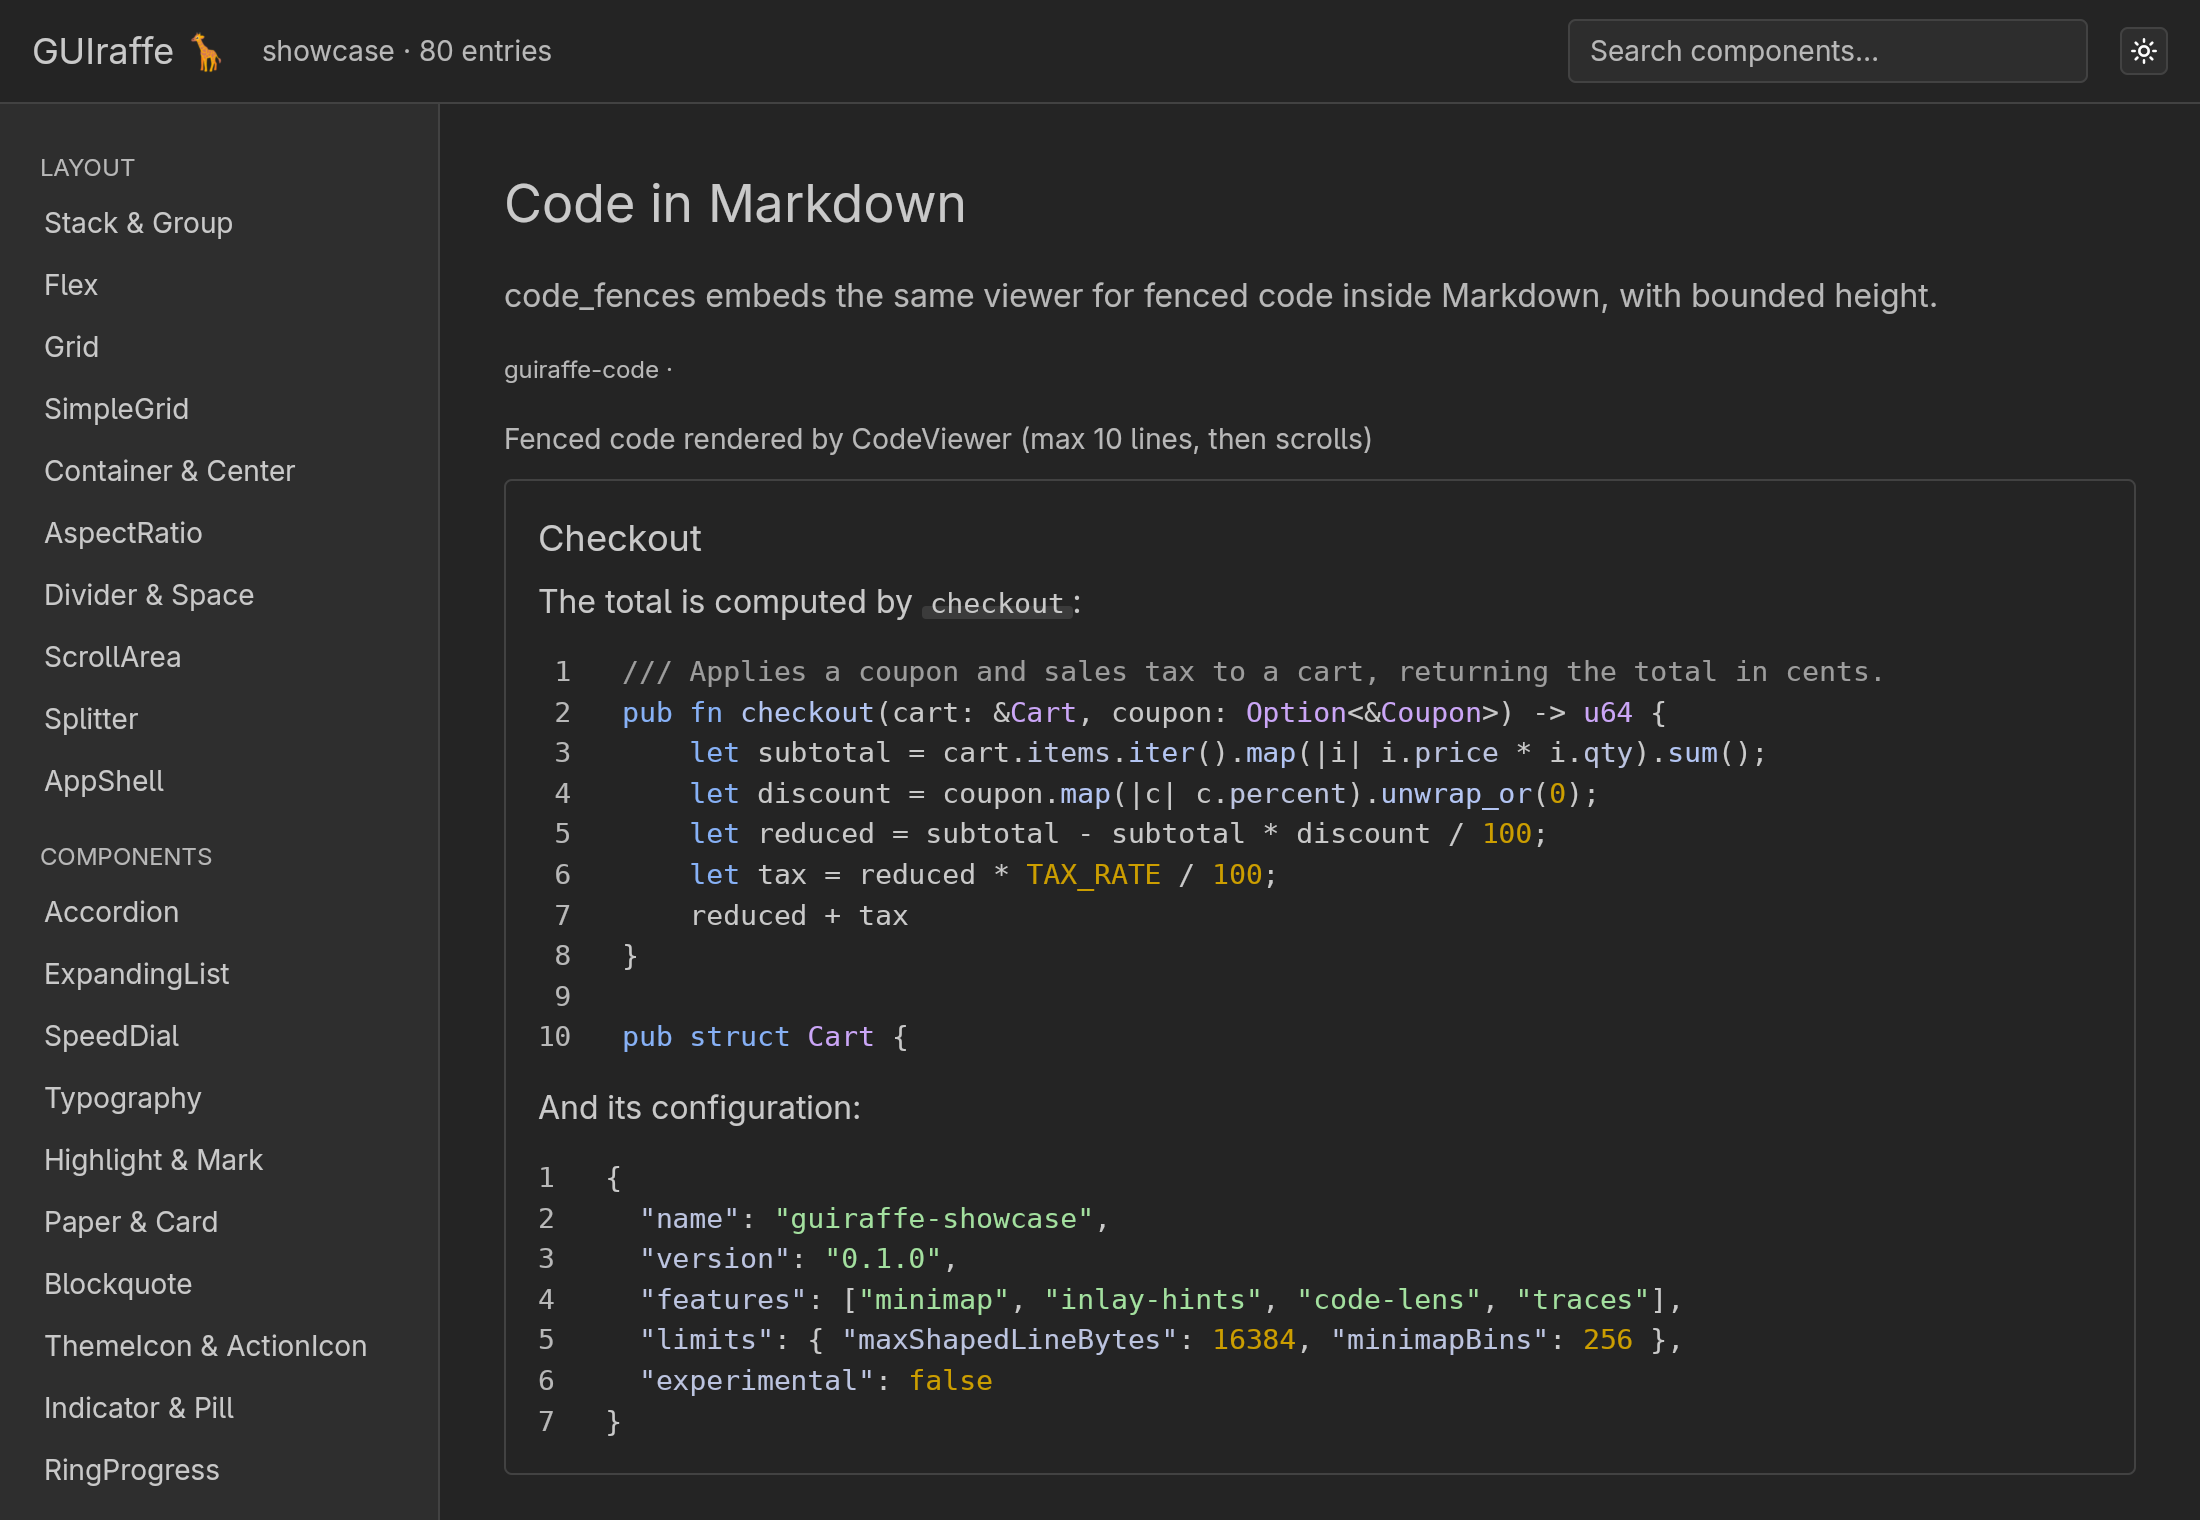 GUIraffe 🦒 showcase · 80 entries
Search components...
LAYOUT
Stack & Group
Flex
Grid
SimpleGrid
Container & Center
AspectRatio
Divider & Space
ScrollArea
Splitter
AppShell
COMPONENTS
Accordion
ExpandingList
SpeedDial
Typography
Highlight & Mark
Paper & Card
Blockquote
ThemeIcon & ActionIcon
Indicator & Pill
RingProgress
Code in Markdown
code_fences embeds the same viewer for fenced code inside Markdown, with bounded height.
guiraffe-code ·
Fenced code rendered by CodeViewer (max 10 lines, then scrolls)
Checkout
The total is computed by checkout:
1 /// Applies a coupon and sales tax to a cart, returning the total in cents.
2 pub fn checkout(cart: &Cart, coupon: Option<&Coupon>) -> u64 {
3     let subtotal = cart.items.iter().map(|i| i.price * i.qty).sum();
4     let discount = coupon.map(|c| c.percent).unwrap_or(0);
5     let reduced = subtotal - subtotal * discount / 100;
6     let tax = reduced * TAX_RATE / 100;
7     reduced + tax
8 }
9
10 pub struct Cart {
And its configuration:
1 {
2   "name": "guiraffe-showcase",
3   "version": "0.1.0",
4   "features": ["minimap", "inlay-hints", "code-lens", "traces"],
5   "limits": { "maxShapedLineBytes": 16384, "minimapBins": 256 },
6   "experimental": false
7 }